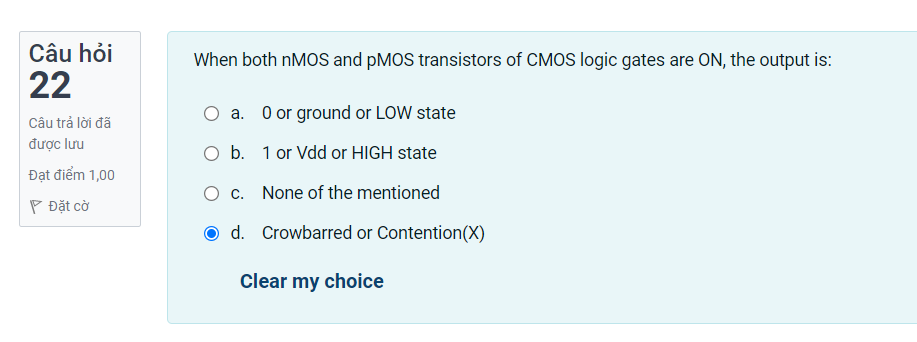 Câu hỏi
22
Câu trả lời đã
được lưu
Đạt điểm 1,00
Đặt cờ
When both nMOS and pMOS transistors of CMOS logic gates are ON, the output is:
a. 0 or ground or LOW state
b. 1 or Vdd or HIGH state
c. None of the mentioned
d. Crowbarred or Contention(X)
Clear my choice